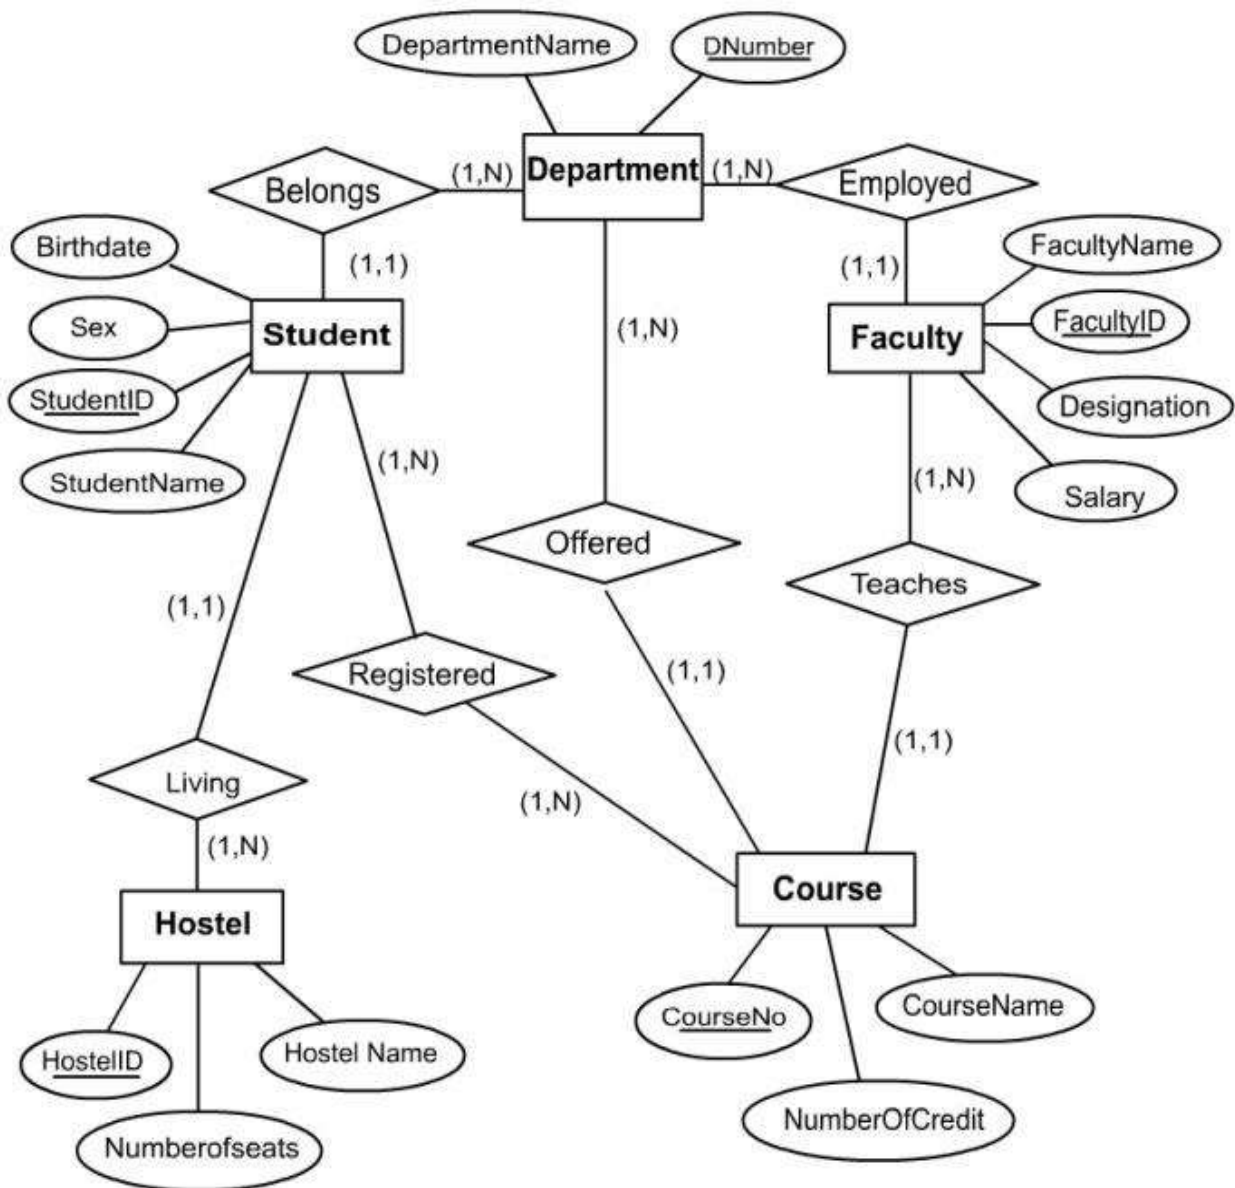 DepartmentName
DNumber
Department
(1,N)
(1,N)
Belongs
Employed
Birthdate
(1,1)
(1,1)
FacultyName
Sex
Student
(1,N)
Faculty
FacultyID
StudentID
Designation
StudentName
(1,N)
(1,N)
Salary
Offered
Teaches
(1,1)
Registered
(1,1)
(1,1)
Living
(1,N)
(1,N)
Hostel
Course
HostelID
Hostel Name
CourseNo
CourseName
Numberofseats
NumberOfCredit